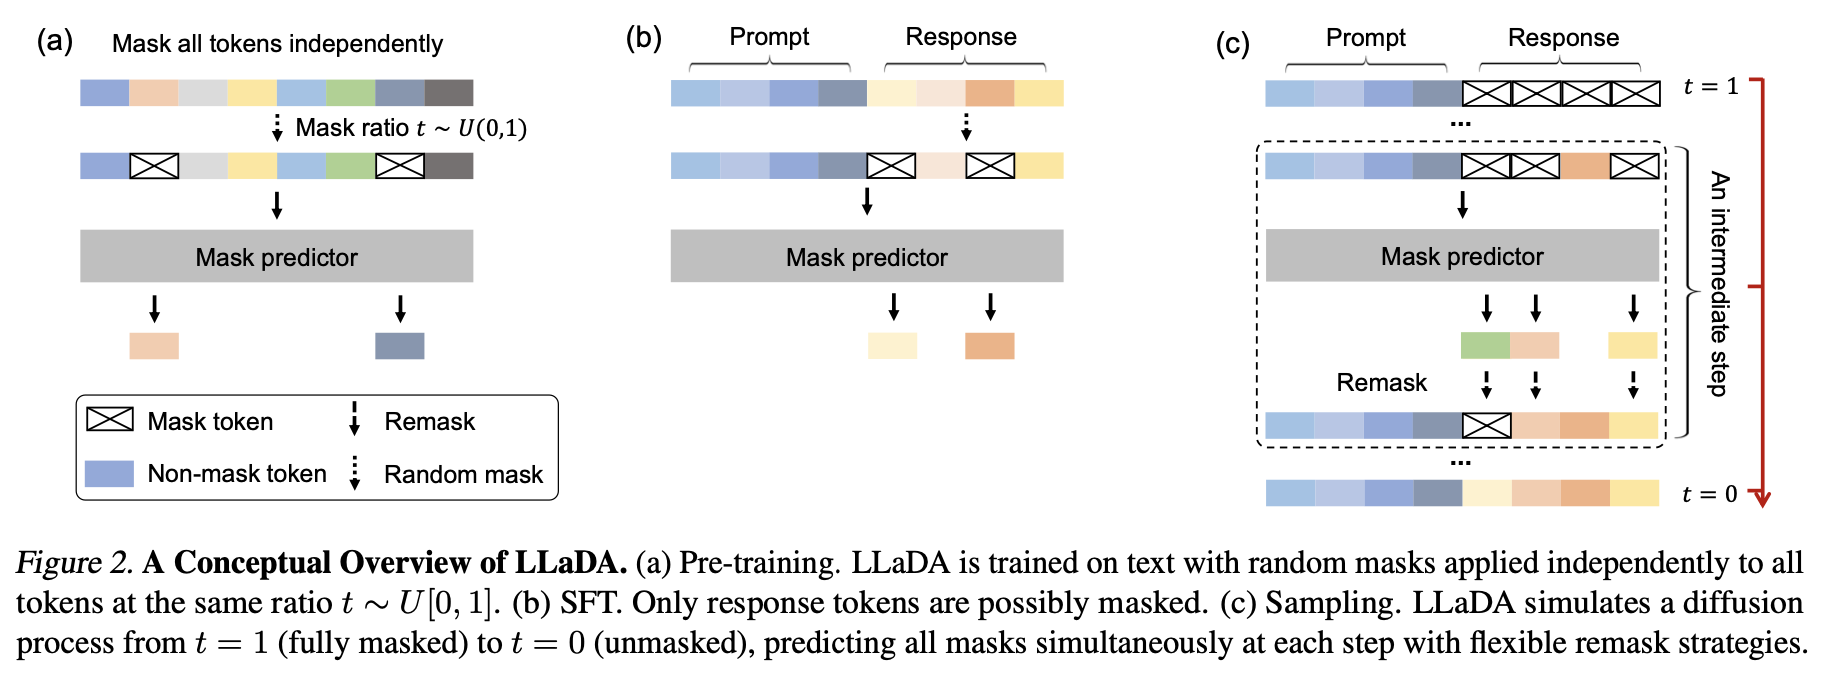 (a)
Mask all tokens independently
Mask ratio t ~ U(0,1)
Mask predictor
Mask token
Remask
Non-mask token
Random mask
(b)
Prompt
Response
Mask predictor
(c)
Prompt
Response
t = 1
...
Mask predictor
Remask
An intermediate step
...
t = 0
Figure 2. A Conceptual Overview of LLaDA. (a) Pre-training. LLaDA is trained on text with random masks applied independently to all
tokens at the same ratio t ∼ U[0, 1]. (b) SFT. Only response tokens are possibly masked. (c) Sampling. LLaDA simulates a diffusion
process from t = 1 (fully masked) to t = 0 (unmasked), predicting all masks simultaneously at each step with flexible remask strategies.